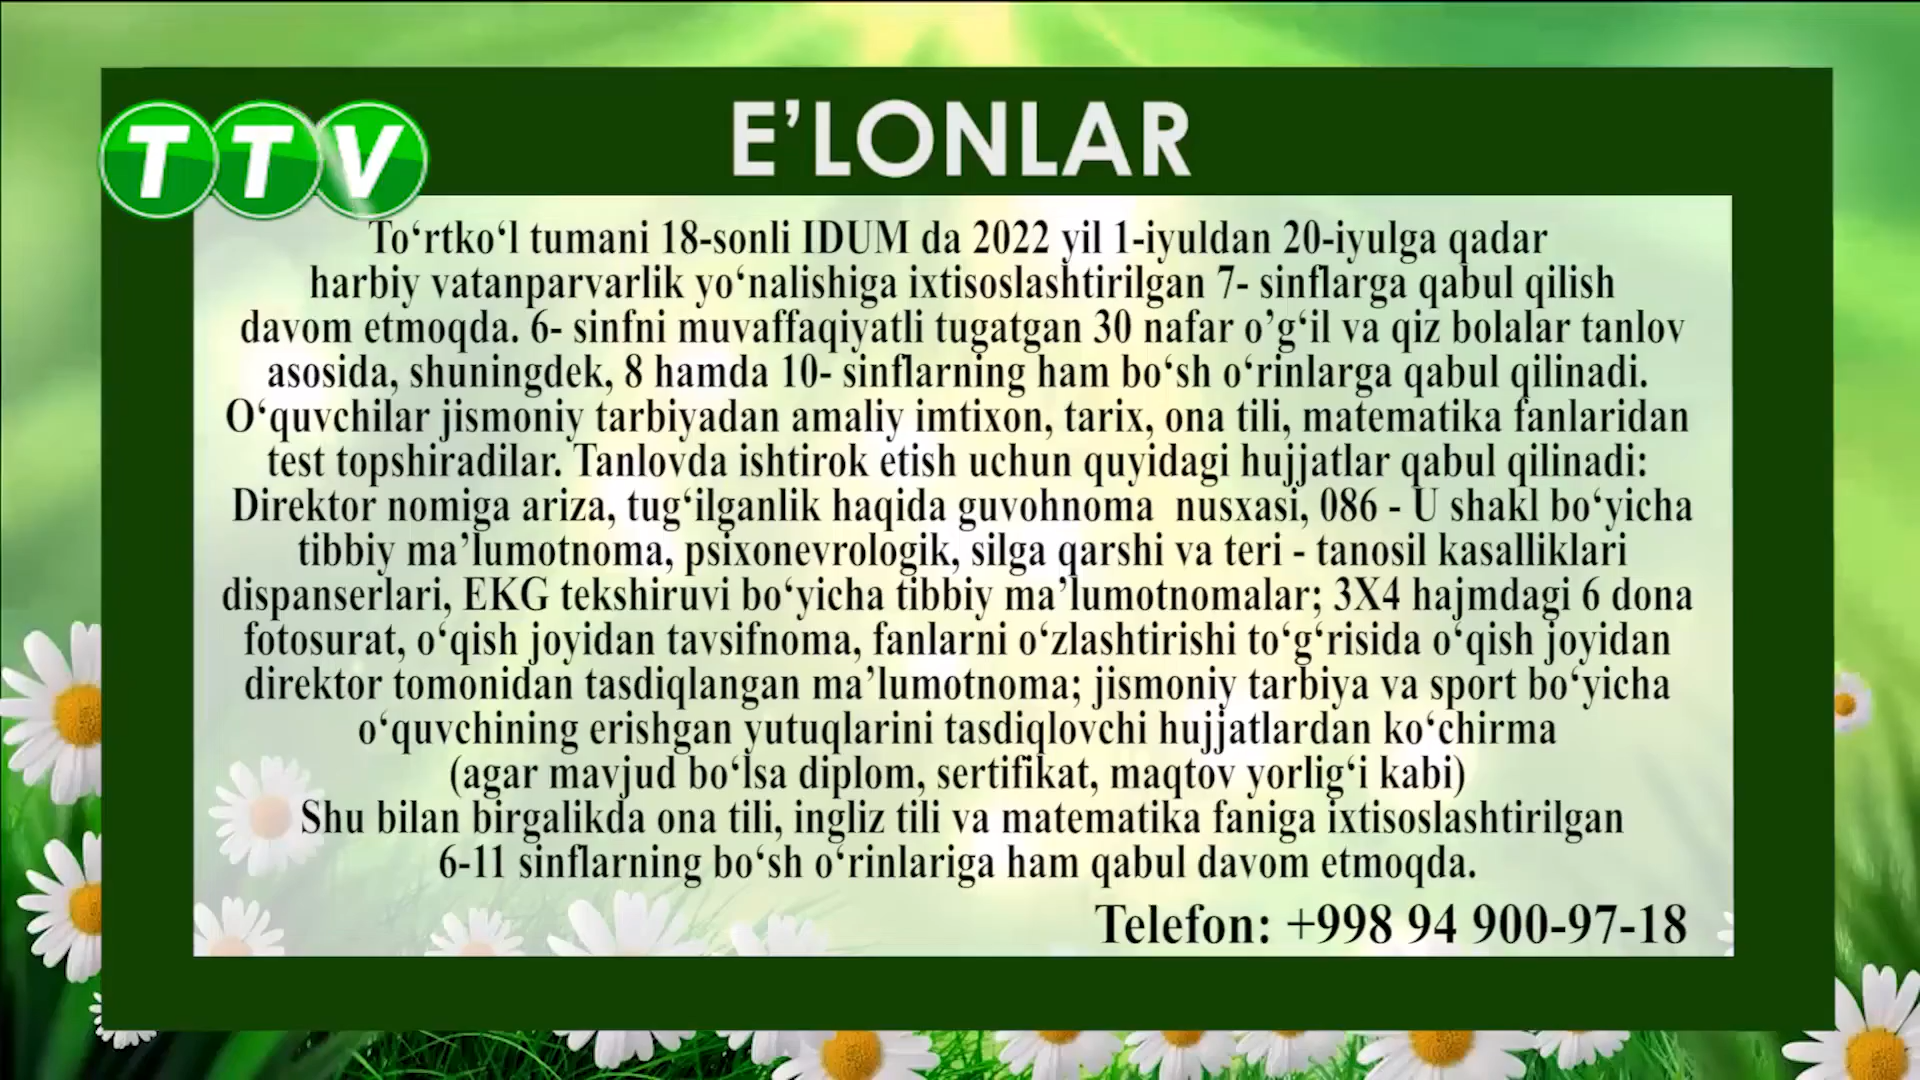 TTV
E’LONLAR
To‘rtko‘l tumani 18-sonli IDUM da 2022 yil 1-iyuldan 20-iyulga qadar
harbiy vatanparvarlik yo‘nalishiga ixtisoslashtirilgan 7- sinflarga qabul qilish
davom etmoqda. 6- sinfni muvaffaqiyatli tugatgan 30 nafar o’g‘il va qiz bolalar tanlov
asosida, shuningdek, 8 hamda 10- sinflarning ham bo‘sh o‘rinlarga qabul qilinadi.
O‘quvchilar jismoniy tarbiyadan amaliy imtixon, tarix, ona tili, matematika fanlaridan
test topshiradilar. Tanlovda ishtirok etish uchun quyidagi hujjatlar qabul qilinadi:
Direktor nomiga ariza, tug‘ilganlik haqida guvohnoma nusxasi, 086 - U shakl bo‘yicha
tibbiy ma’lumotnoma, psixonevrologik, silga qarshi va teri - tanosil kasalliklari
dispanserlari, EKG tekshiruvi bo‘yicha tibbiy ma’lumotnomalar; 3X4 hajmdagi 6 dona
fotosurat, o‘qish joyidan tavsifnoma, fanlarni o‘zlashtirishi to‘g‘risida o‘qish joyidan
direktor tomonidan tasdiqlangan ma’lumotnoma; jismoniy tarbiya va sport bo‘yicha
o‘quvchining erishgan yutuqlarini tasdiqlovchi hujjatlardan ko‘chirma
(agar mavjud bo‘lsa diplom, sertifikat, maqtov yorlig‘i kabi)
Shu bilan birgalikda ona tili, ingliz tili va matematika faniga ixtisoslashtirilgan
6-11 sinflarning bo‘sh o‘rinlariga ham qabul davom etmoqda.
Telefon: +998 94 900-97-18